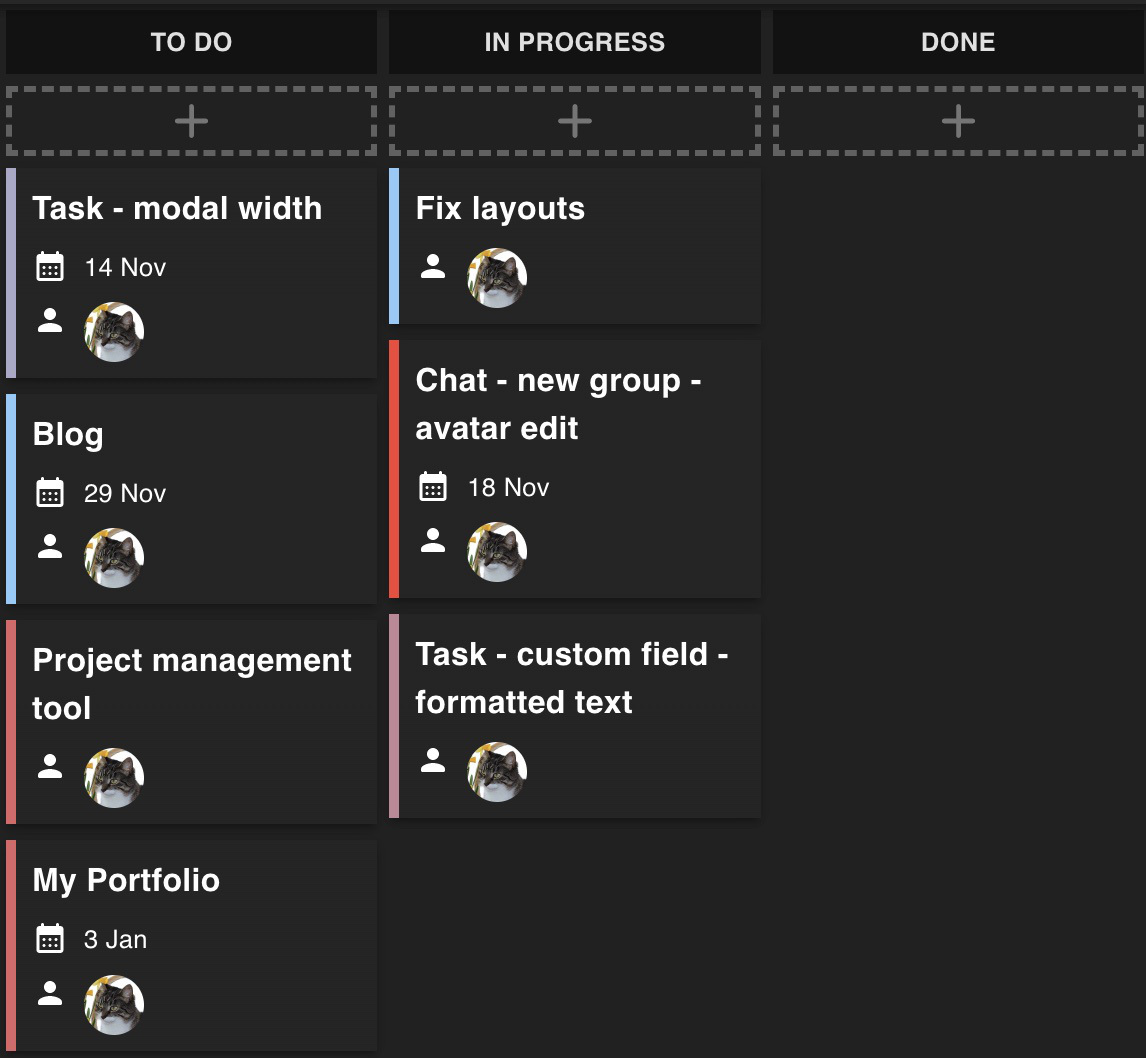 TO DO
IN PROGRESS
DONE
Task - modal width
14 Nov
Blog
29 Nov
Project management
tool
My Portfolio
3 Jan
Fix layouts
Chat - new group -
avatar edit
18 Nov
Task - custom field -
formatted text